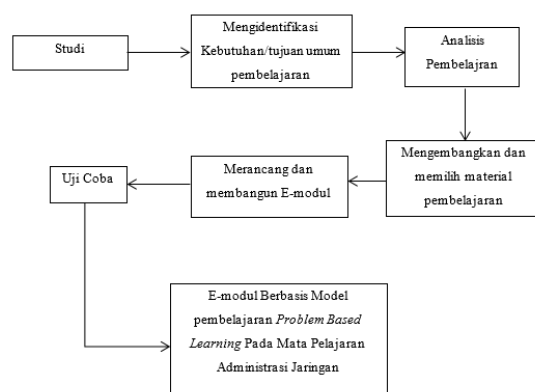 Studi
Mengidentifikasi
Kebutuhan/tujuan umum
pembelajaran
Analisis
Pembelajran
Mengembangkan dan
memilih material
pembelajaran
Merancang dan
membangun E-modul
Uji Coba
E-modul Berbasis Model
pembelajaran Problem Based
Learning Pada Mata Pelajaran
Administrasi Jaringan